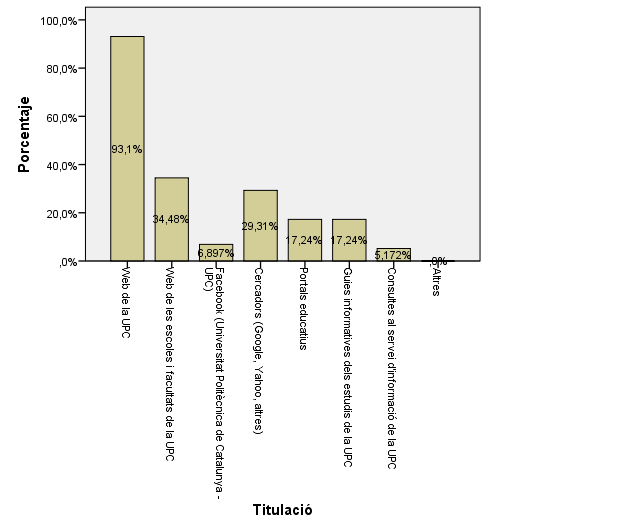 Porcentaje
100,0%
80,0%
60,0%
40,0%
20,0%
,0%
93,1%
34,48%
6,897%
29,31%
17,24%
17,24%
5,172%
Web de la UPC
Web de les escoles i facultats de la UPC
Facebook (Universitat Politècnica de Catalunya -
UPC)
Cercadors (Google, Yahoo, altres)
Portals educatius
Guies informatives dels estudis de la UPC
Consultes al servei d'informació de la UPC
Altres
Titulació